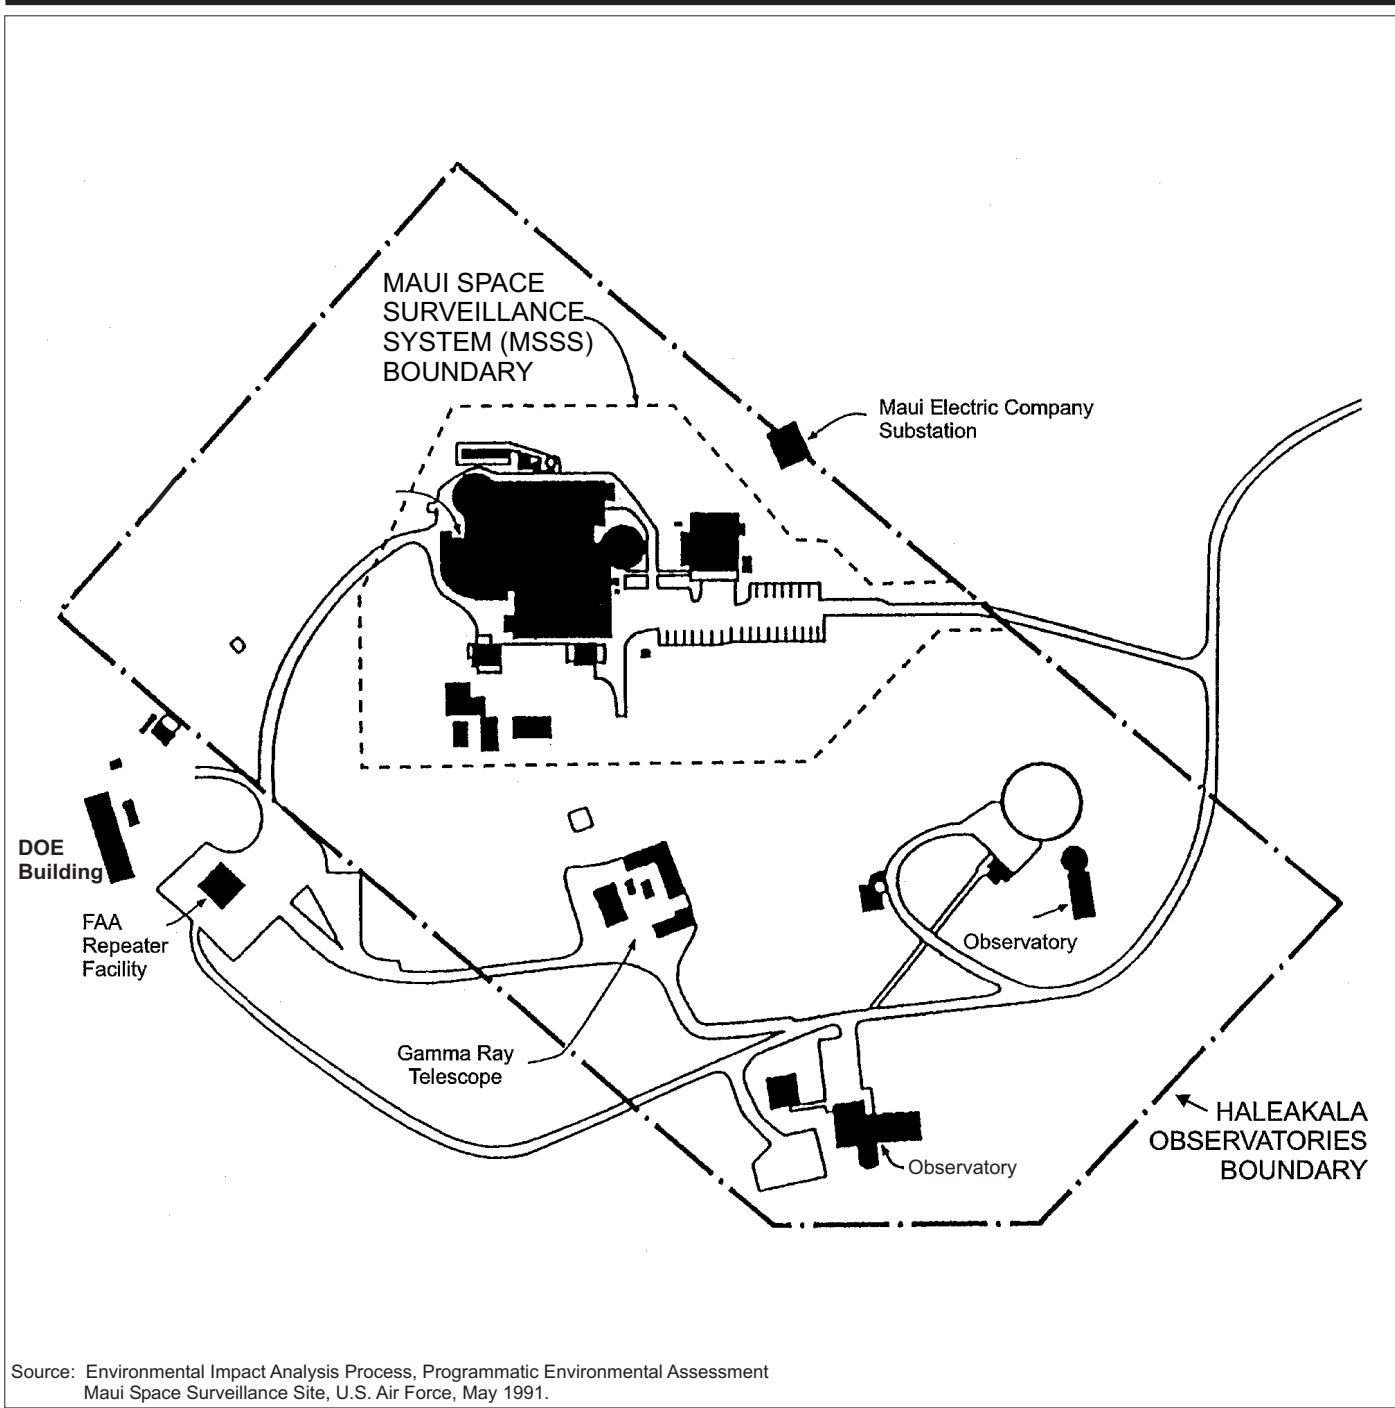 MAUI SPACE
SURVEILLANCE
SYSTEM (MSSS)
BOUNDARY
Maui Electric Company
Substation
DOE
Building
FAA
Repeater
Facility
Observatory
Gamma Ray
Telescope
HALEAKALA
OBSERVATORIES
BOUNDARY
Observatory
Source: Environmental Impact Analysis Process, Programmatic Environmental Assessment
Maui Space Surveillance Site, U.S. Air Force, May 1991.